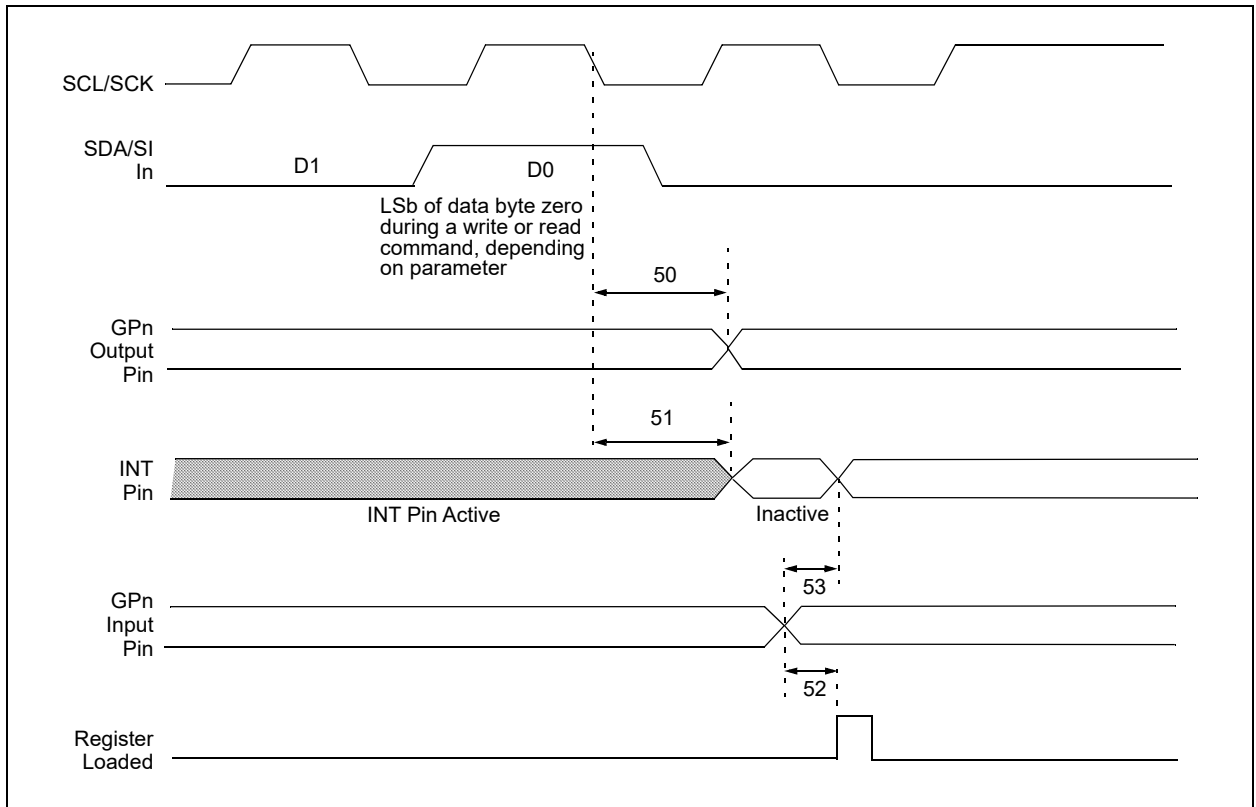 SCL/SCK
SDA/SI
In
D1
D0
LSb of data byte zero
during a write or read
command, depending
on parameter
50
GPn
Output
Pin
51
INT
Pin
INT Pin Active
Inactive
53
GPn
Input
Pin
52
Register
Loaded